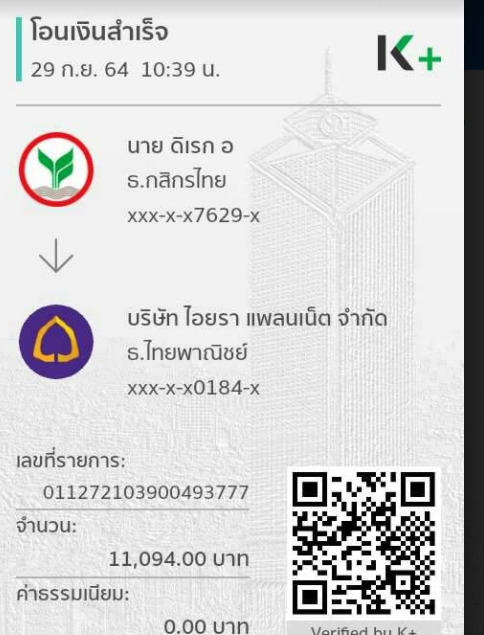 โอนเงินสำเร็จ
29 ก.ย. 64 10:39 น.
K+
นาย ดิเรก อ
ธ.กสิกรไทย
xxx-x-x7629-x
บริษัท ไอยรา แพลนเน็ต จำกัด
ธ.ไทยพาณิชย์
xxx-x-x0184-x
เลขที่รายการ:
011272103900493777
จำนวน:
11,094.00 บาท
ค่าธรรมเนียม:
0.00 บาท
Verified by K+